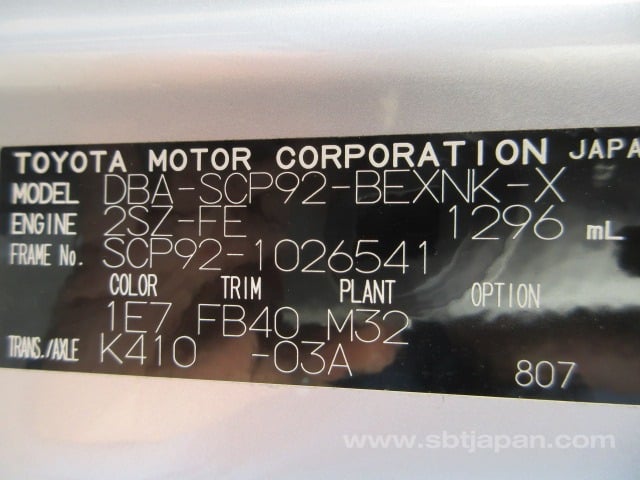 TOYOTA MOTOR CORPORATION JAPA
MODEL DBA-SCP92-BEXNK-X
ENGINE 2SZ-FE 1296 mL
FRAME No. SCP92-1026541
COLOR TRIM PLANT OPTION
1E7 FB40 M32
TRANS./AXLE K410 -03A
807
www.sbtjapan.com